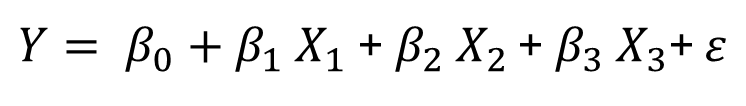 Y = β₀ + β₁ X₁ + β₂ X₂ + β₃ X₃+ ε